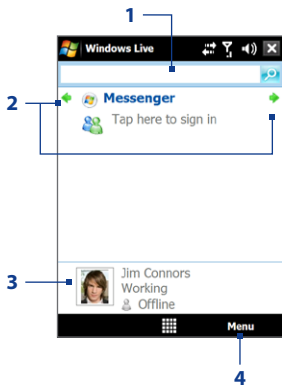 1
Windows Live
2
Messenger
Tap here to sign in
3
Jim Connors
Working
Offline
Menu
4